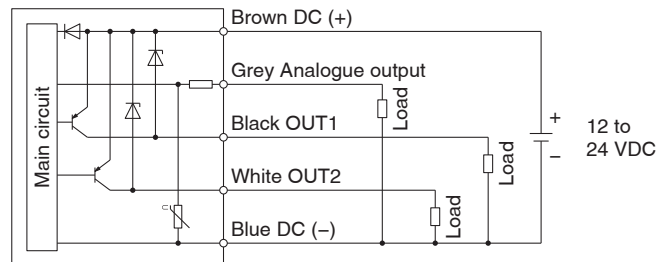 Brown DC (+)
Grey Analogue output
Main circuit
Load
Black OUT1
+
12 to
–
24 VDC
Load
White OUT2
Load
Blue DC (–)